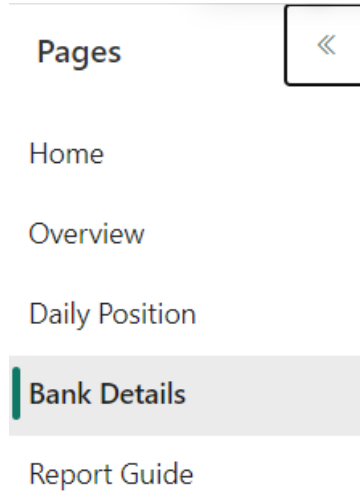 Pages
Home
Overview
Daily Position
Bank Details
Report Guide